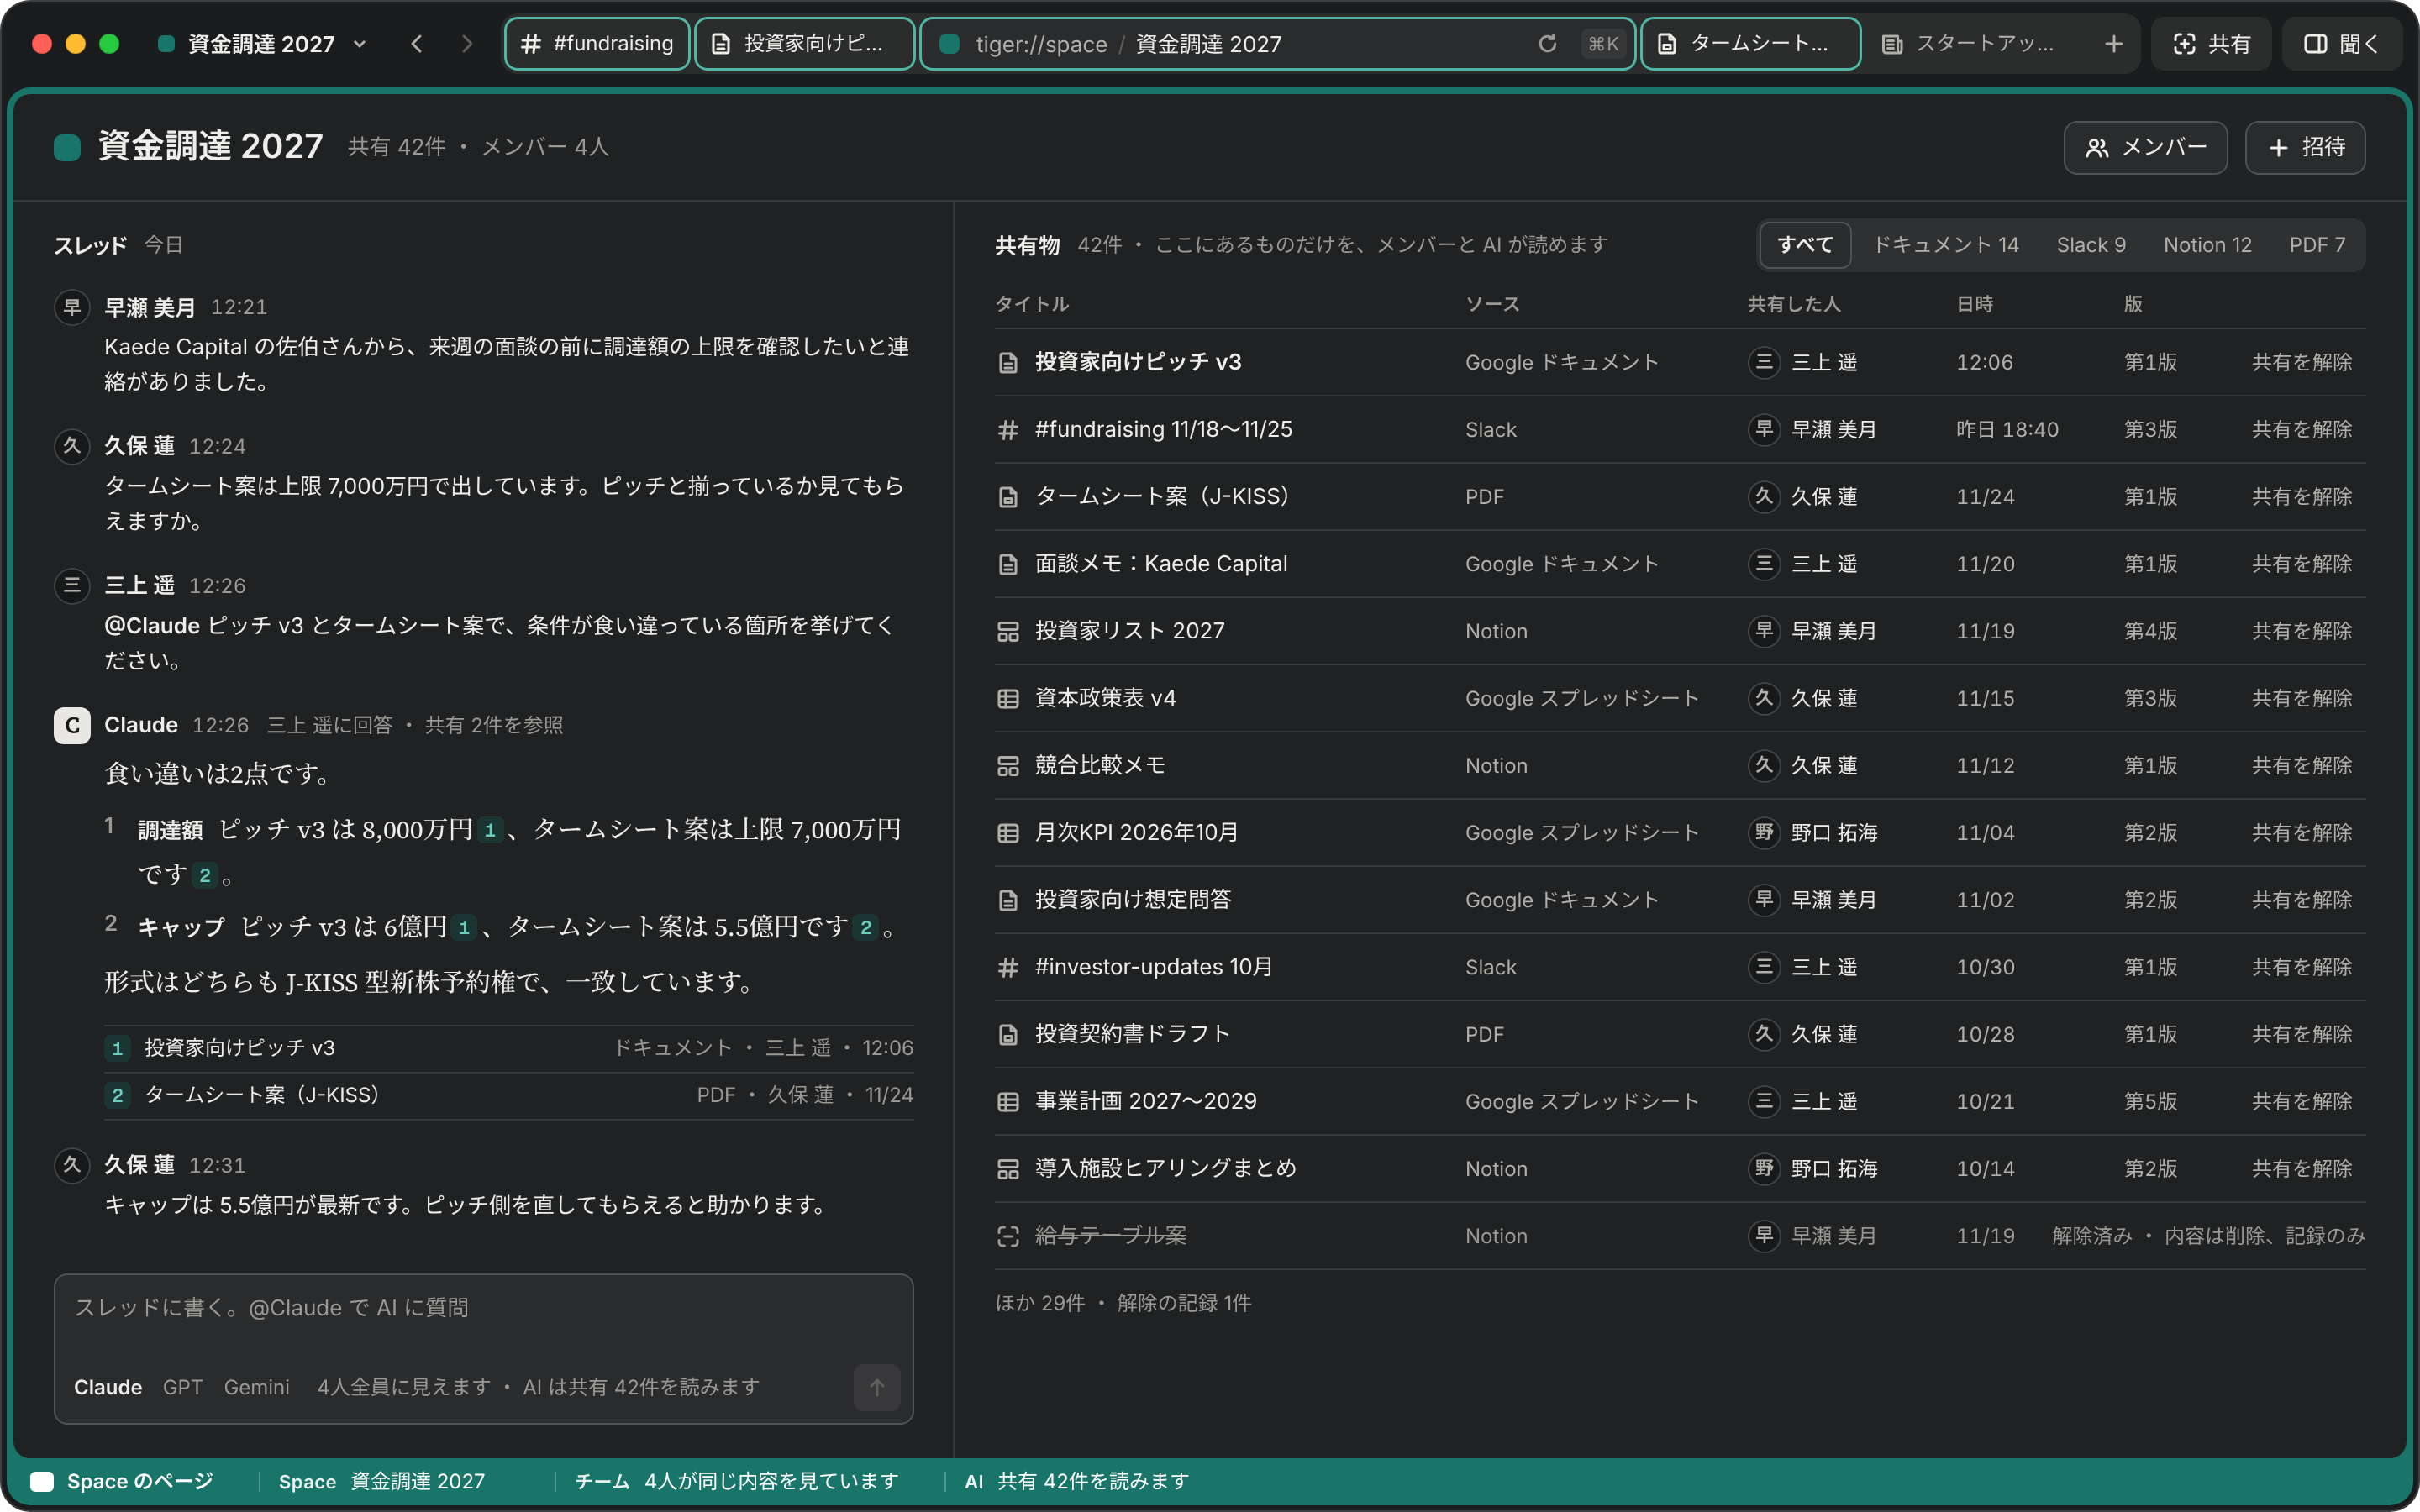 資金調達 2027
#fundraising
投資家向けピ...
tiger://space / 資金調達 2027
⌘K
タームシート...
スタートアッ...
共有
聞く
資金調達 2027 共有 42件 ・ メンバー 4人
メンバー
招待
スレッド 今日
早 早瀬 美月 12:21
Kaede Capital の佐伯さんから、来週の面談の前に調達額の上限を確認したいと連
絡がありました。
久 久保 蓮 12:24
タームシート案は上限 7,000万円で出しています。ピッチと揃っているか見てもら
えますか。
三 三上 遥 12:26
@Claude ピッチ v3 とタームシート案で、条件が食い違っている箇所を挙げてく
ださい。
C Claude 12:26 三上 遥に回答 ・ 共有 2件を参照
食い違いは2点です。
1 調達額 ピッチ v3 は 8,000万円 1 、タームシート案は上限 7,000万円
です 2 。
2 キャップ ピッチ v3 は 6億円 1 、タームシート案は 5.5億円です 2 。
形式はどちらも J-KISS 型新株予約権で、一致しています。
1 投資家向けピッチ v3 ドキュメント ・ 三上 遥 ・ 12:06
2 タームシート案（J-KISS） PDF ・ 久保 蓮 ・ 11/24
久 久保 蓮 12:31
キャップは 5.5億円が最新です。ピッチ側を直してもらえると助かります。
スレッドに書く。@Claude で AI に質問
Claude GPT Gemini 4人全員に見えます ・ AI は共有 42件を読みます
共有物 42件 ・ ここにあるものだけを、メンバーと AI が読めます
すべて ドキュメント 14 Slack 9 Notion 12 PDF 7
タイトル ソース 共有した人 日時 版
投資家向けピッチ v3 Google ドキュメント 三 三上 遥 12:06 第1版 共有を解除
#fundraising 11/18〜11/25 Slack 早 早瀬 美月 昨日 18:40 第3版 共有を解除
タームシート案（J-KISS） PDF 久 久保 蓮 11/24 第1版 共有を解除
面談メモ：Kaede Capital Google ドキュメント 三 三上 遥 11/20 第1版 共有を解除
投資家リスト 2027 Notion 早 早瀬 美月 11/19 第4版 共有を解除
資本政策表 v4 Google スプレッドシート 久 久保 蓮 11/15 第3版 共有を解除
競合比較メモ Notion 久 久保 蓮 11/12 第1版 共有を解除
月次KPI 2026年10月 Google スプレッドシート 野 野口 拓海 11/04 第2版 共有を解除
投資家向け想定問答 Google ドキュメント 早 早瀬 美月 11/02 第2版 共有を解除
#investor-updates 10月 Slack 三 三上 遥 10/30 第1版 共有を解除
投資契約書ドラフト PDF 久 久保 蓮 10/28 第1版 共有を解除
事業計画 2027〜2029 Google スプレッドシート 三 三上 遥 10/21 第5版 共有を解除
導入施設ヒアリングまとめ Notion 野 野口 拓海 10/14 第2版 共有を解除
給与テーブル案 Notion 早 早瀬 美月 11/19 解除済み ・ 内容は削除、記録のみ
ほか 29件 ・ 解除の記録 1件
Space のページ Space 資金調達 2027 チーム 4人が同じ内容を見ています AI 共有 42件を読みます